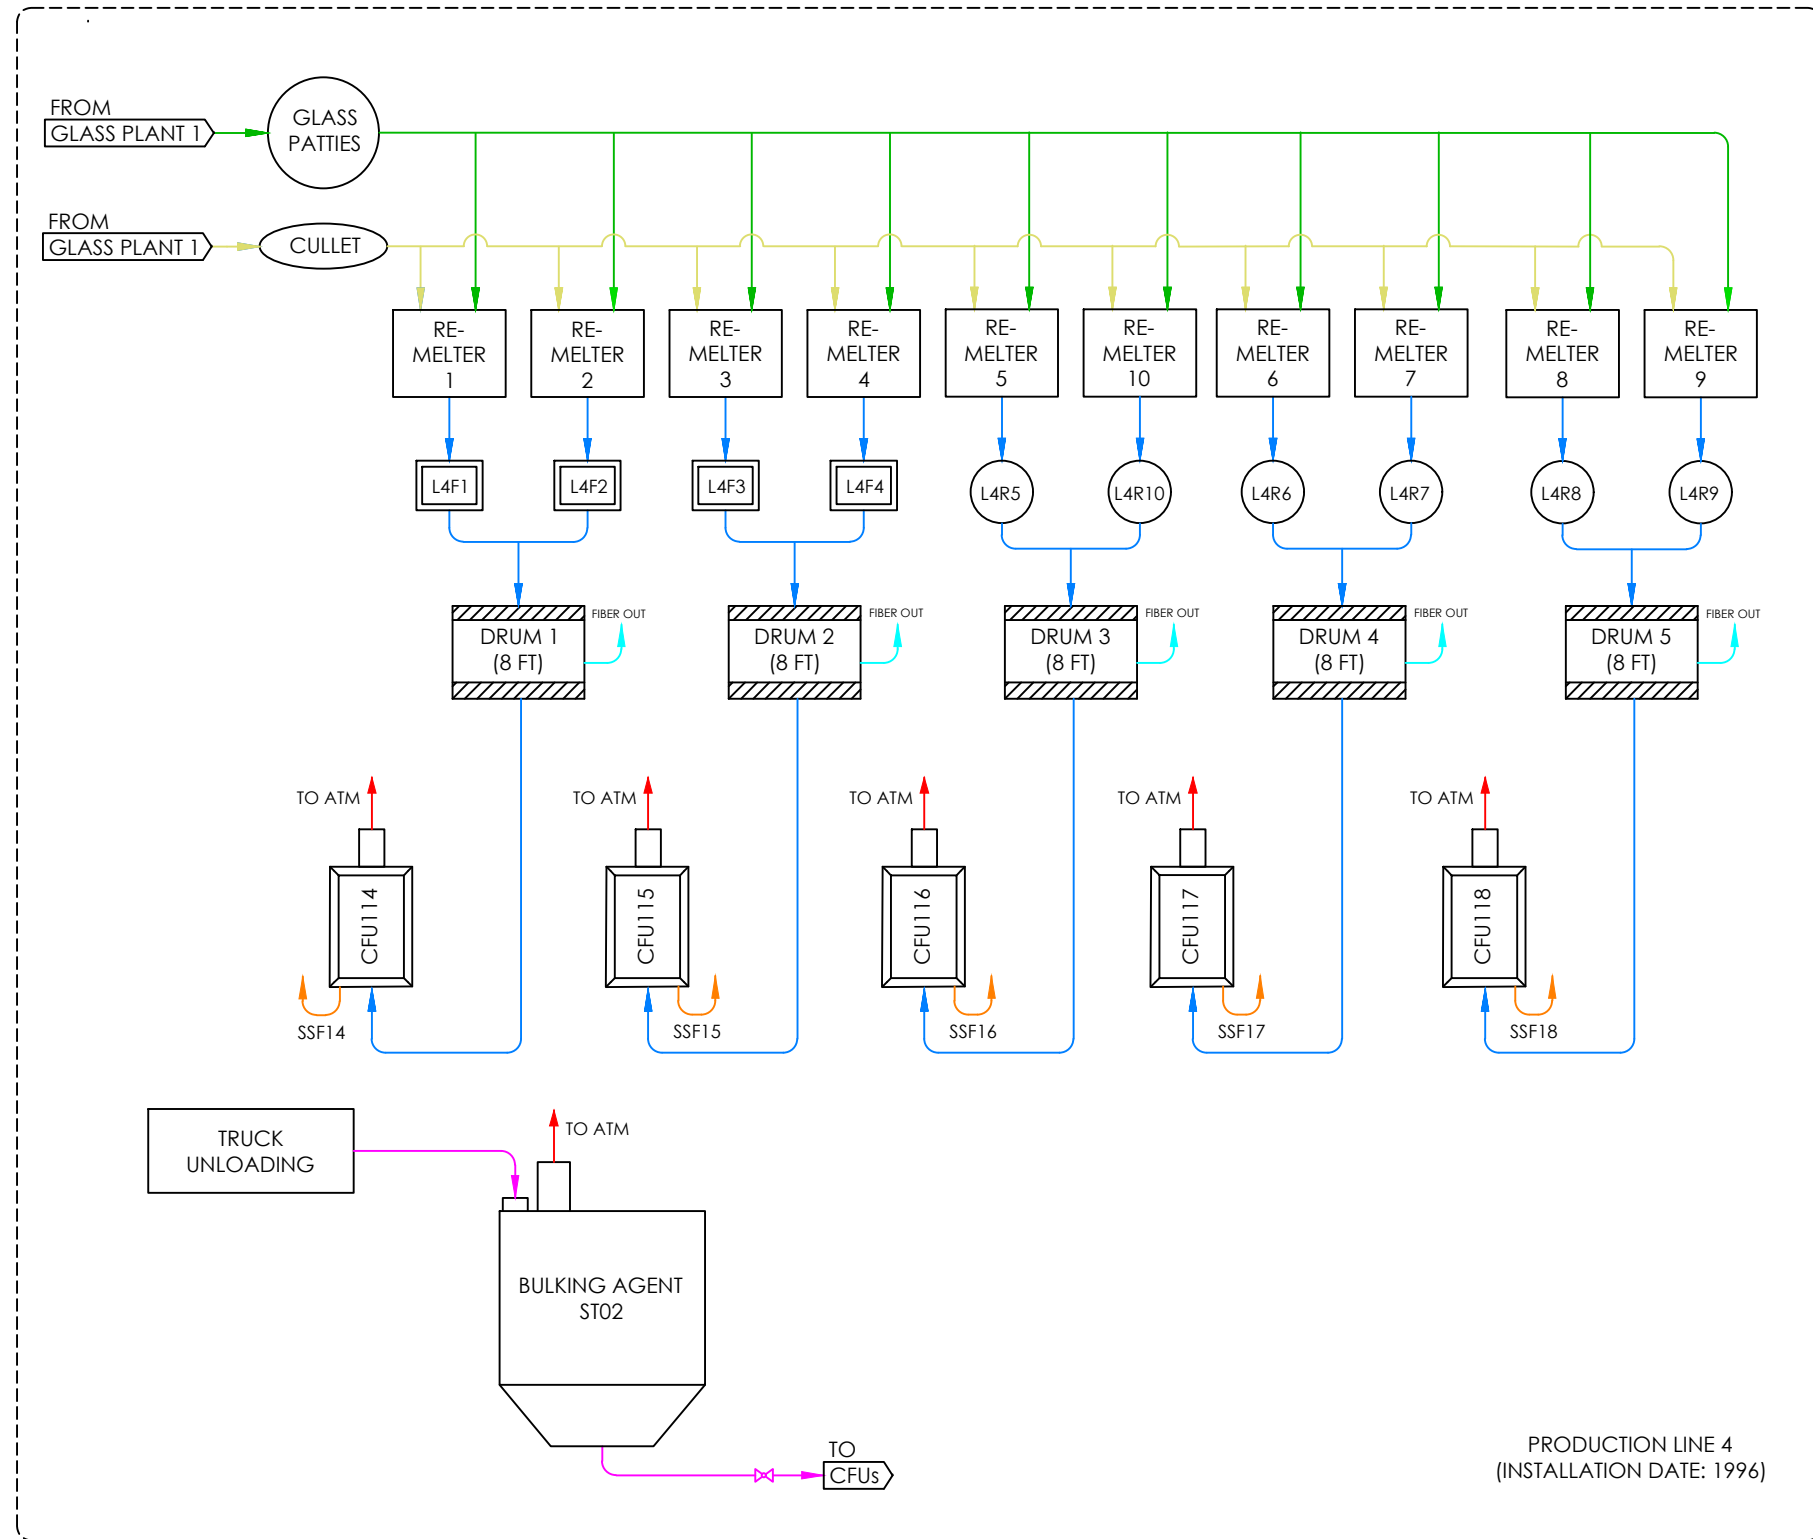 FROM
GLASS PLANT 1
GLASS
PATTIES
FROM
GLASS PLANT 1
CULLET
RE-
MELTER
1
RE-
MELTER
2
RE-
MELTER
3
RE-
MELTER
4
RE-
MELTER
5
RE-
MELTER
10
RE-
MELTER
6
RE-
MELTER
7
RE-
MELTER
8
RE-
MELTER
9
L4F1
L4F2
L4F3
L4F4
L4R5
L4R10
L4R6
L4R7
L4R8
L4R9
DRUM 1
(8 FT)
FIBER OUT
DRUM 2
(8 FT)
FIBER OUT
DRUM 3
(8 FT)
FIBER OUT
DRUM 4
(8 FT)
FIBER OUT
DRUM 5
(8 FT)
FIBER OUT
TO ATM
CFU114
SSF14
TO ATM
CFU115
SSF15
TO ATM
CFU116
SSF16
TO ATM
CFU117
SSF17
TO ATM
CFU118
SSF18
TRUCK
UNLOADING
TO ATM
BULKING AGENT
ST02
TO
CFUs
PRODUCTION LINE 4
(INSTALLATION DATE: 1996)